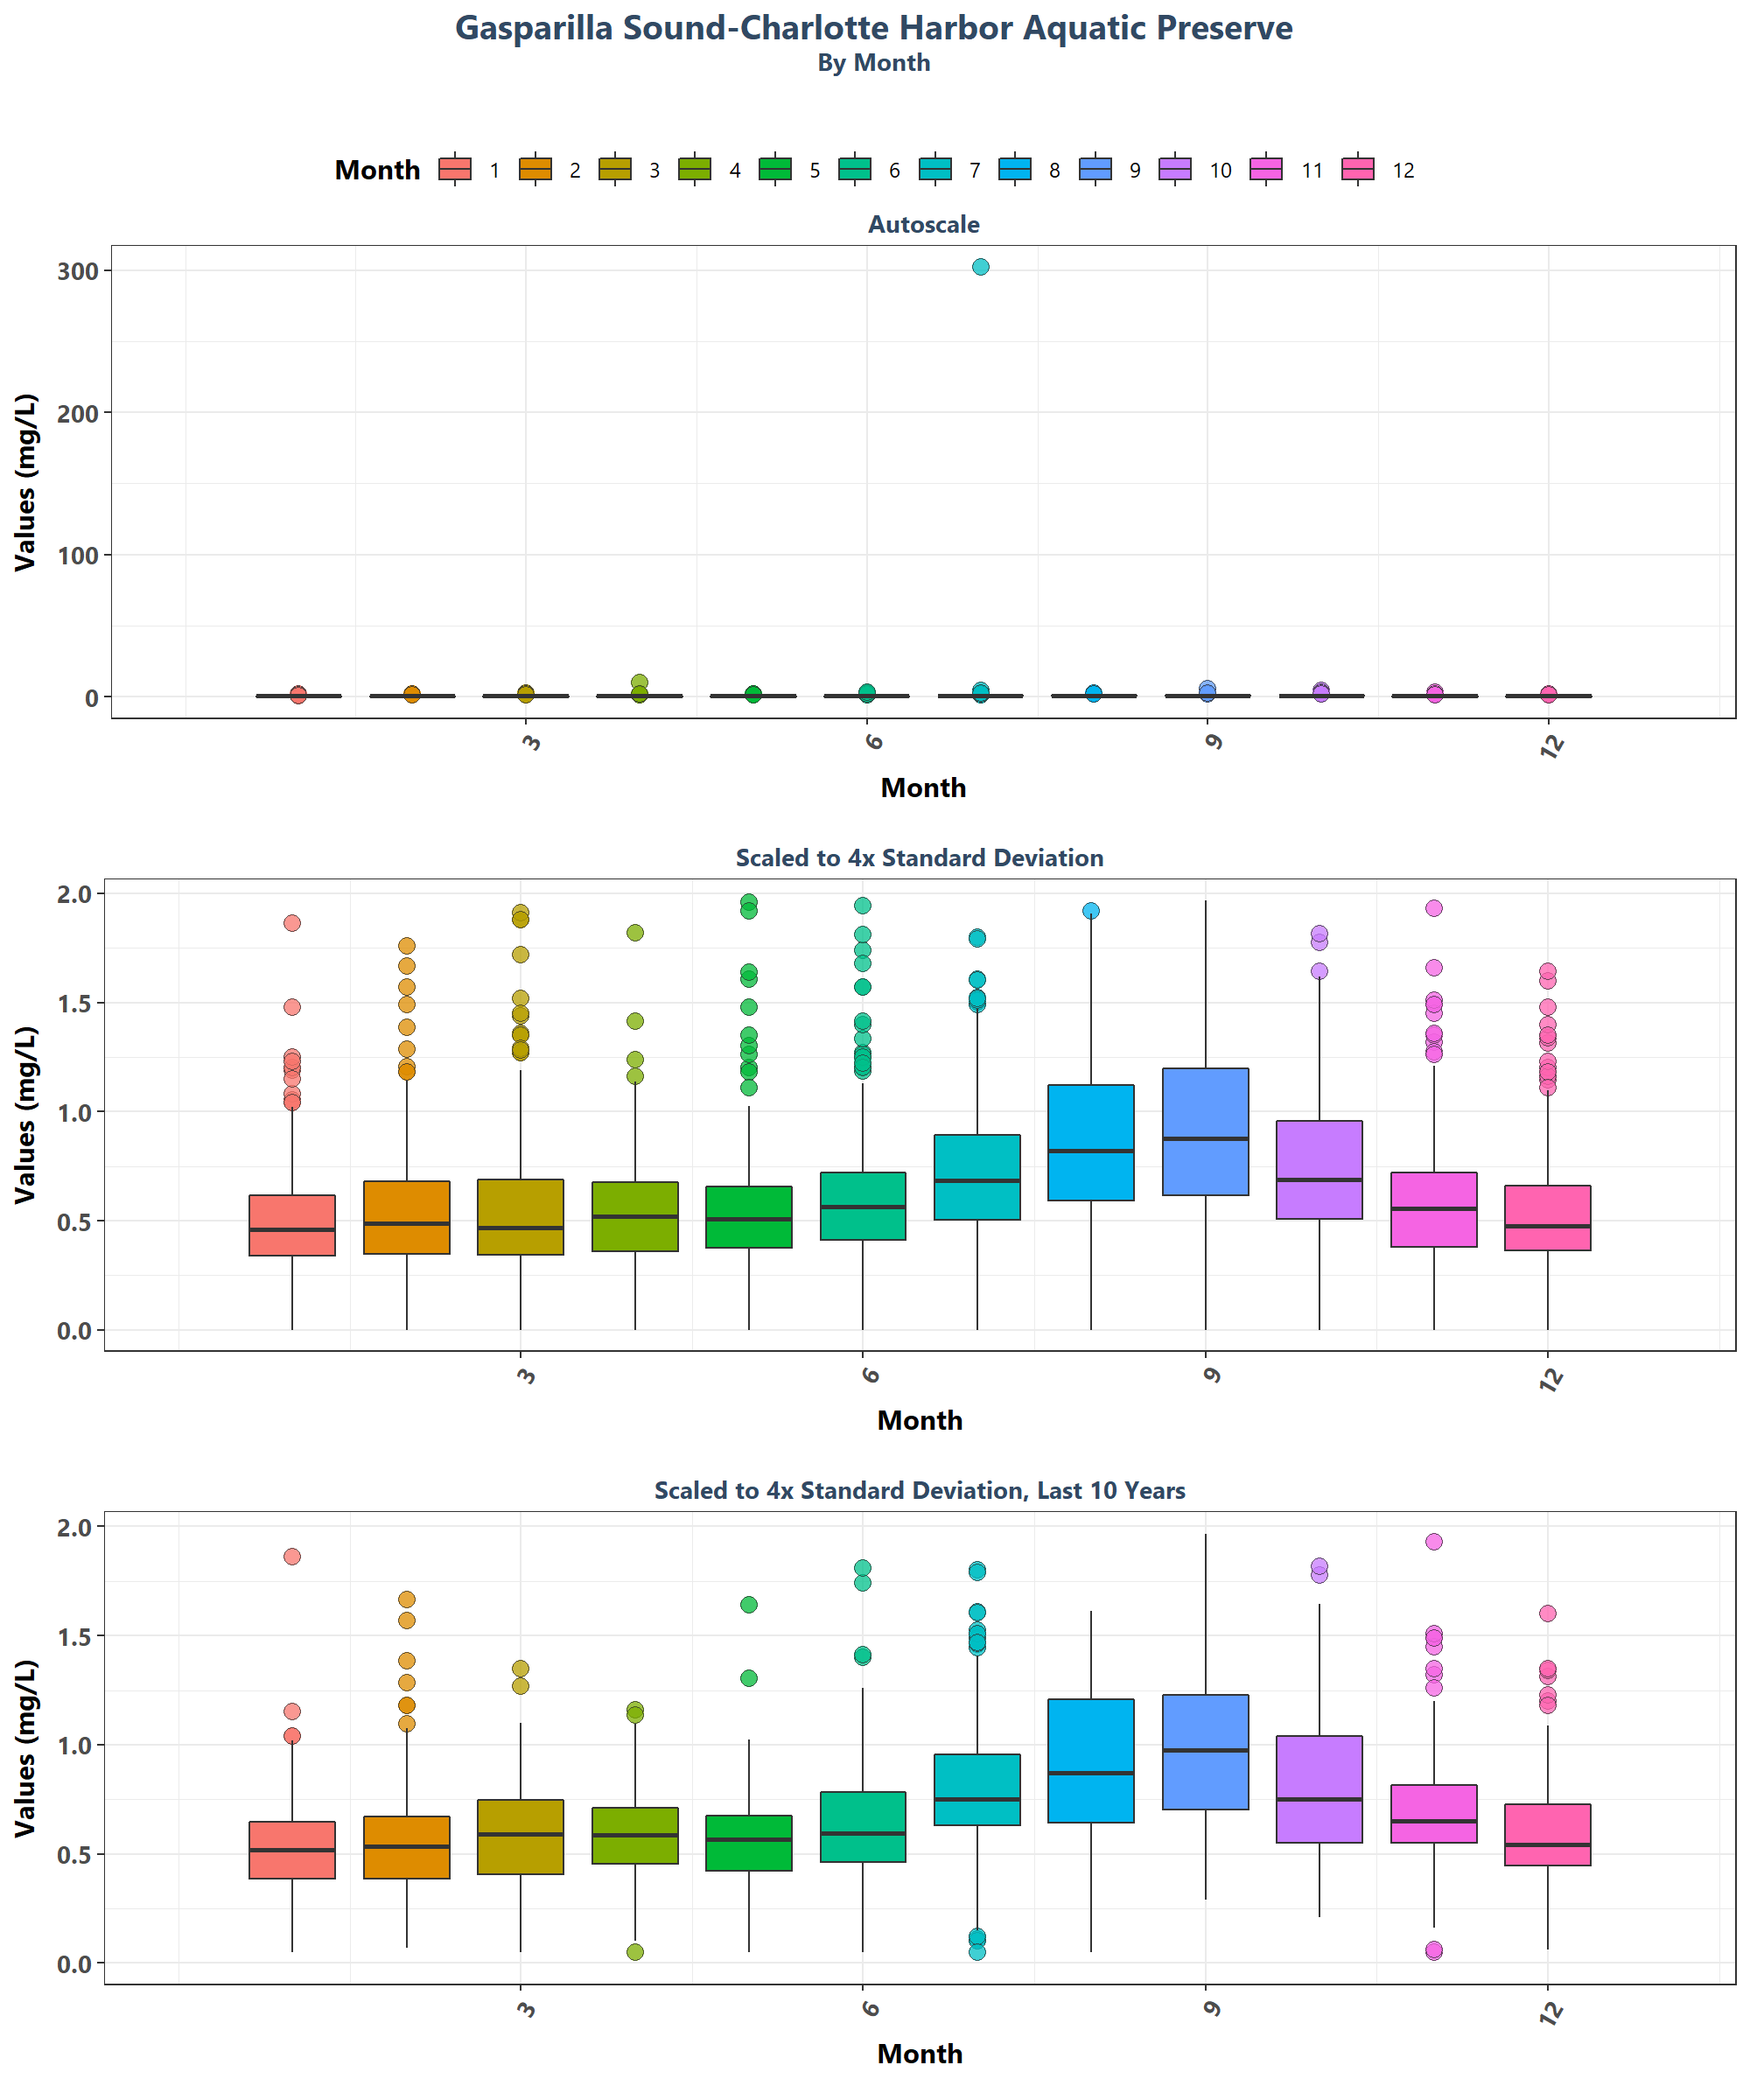 Gasparilla Sound-Charlotte Harbor Aquatic Preserve
By Month
Month 1 2 3 4 5 6 7 8 9 10 11 12
Autoscale
Values (mg/L)
300
200
100
0
3 6 9 12
Month
Scaled to 4x Standard Deviation
Values (mg/L)
2.0
1.5
1.0
0.5
0.0
3 6 9 12
Month
Scaled to 4x Standard Deviation, Last 10 Years
Values (mg/L)
2.0
1.5
1.0
0.5
0.0
3 6 9 12
Month